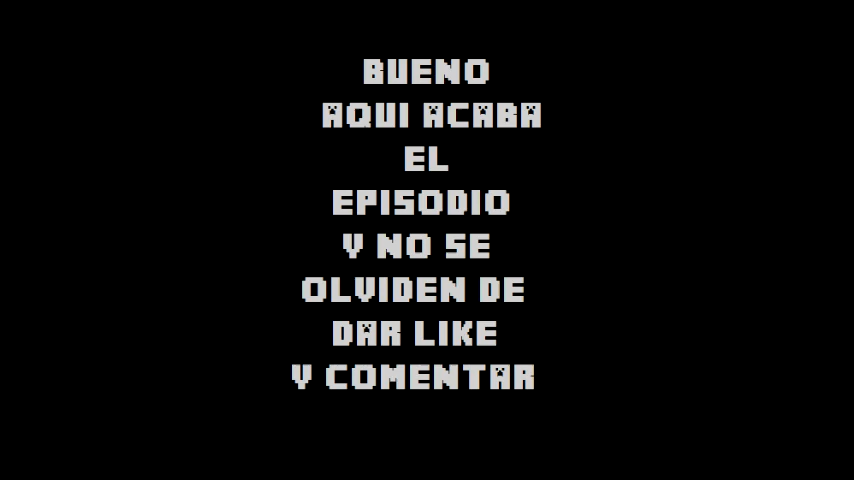 BUENO
AQUI ACABA
EL
EPISODIO
Y NO SE
OLVIDEN DE
DAR LIKE
Y COMENTAR